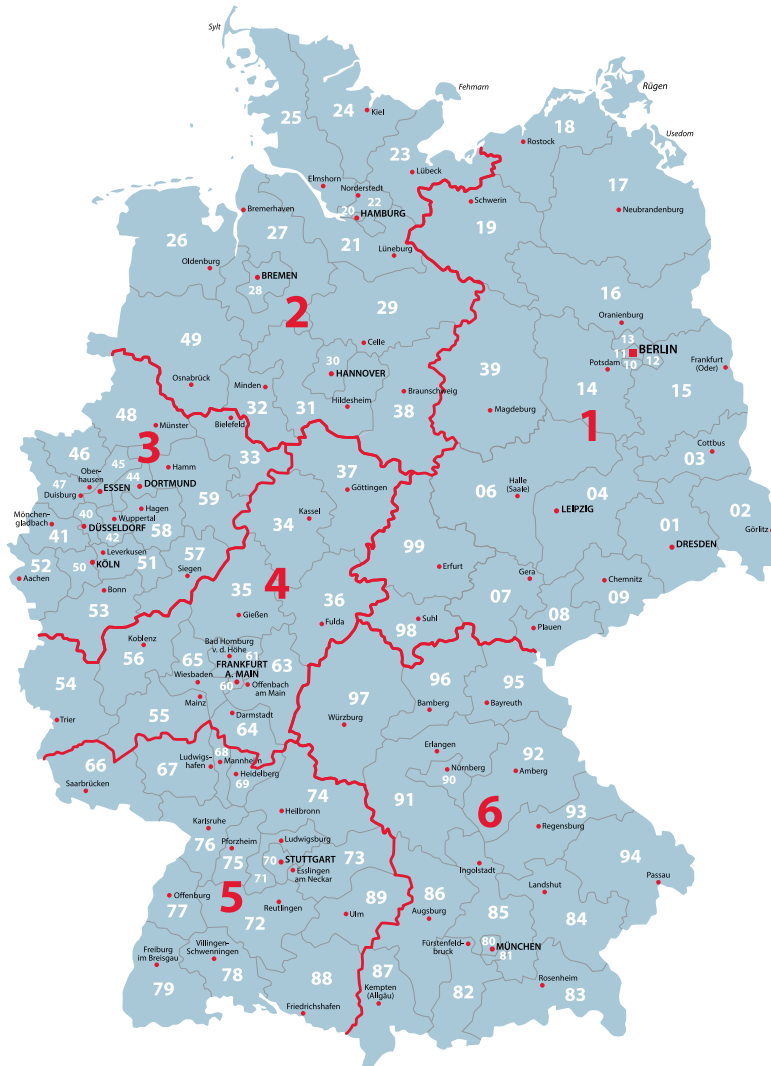 Sylt
Fehmarn
Rügen
Usedom
25
24
Kiel
23
18
Rostock
17
Neubrandenburg
Elmshorn
Norderstedt
22
20
HAMBURG
Lübeck
Schwerin
19
Bremerhaven
26
27
21
Lüneburg
Oldenburg
BREMEN
28
2
29
16
Oranienburg
49
Celle
30
HANNOVER
13
11
BERLIN
10
12
Potsdam
14
15
Frankfurt
(Oder)
39
Magdeburg
1
Osnabrück
Minden
32
31
Hildesheim
Braunschweig
38
48
Münster
Bielefeld
3
33
46
45
Hamm
47
Ober-
hausen
ESSEN
44
DORTMUND
Duisburg
59
37
Göttingen
34
Kassel
06
Halle
(Saale)
04
LEIPZIG
03
Cottbus
02
Görlitz
01
DRESDEN
Mönchen-
gladbach
41
40
DÜSSELDORF
42
Wuppertal
Hagen
58
52
Aachen
50
KÖLN
Leverkusen
51
57
Siegen
Bonn
53
4
35
Gießen
36
Fulda
99
Erfurt
Gera
07
Chemnitz
09
08
Plauen
98
Suhl
Koblenz
56
54
Trier
55
65
Wiesbaden
Mainz
Bad Homburg
v. d. Höhe
61
FRANKFURT
A. MAIN
60
Offenbach
am Main
63
Darmstadt
64
97
Würzburg
96
Bamberg
95
Bayreuth
66
Saarbrücken
67
Ludwigs-
hafen
68
Mannheim
Heidelberg
69
74
Heilbronn
Erlangen
Nürnberg
90
92
Amberg
91
6
93
Regensburg
94
Passau
Karlsruhe
76
Pforzheim
75
Ludwigsburg
70
STUTTGART
71
Esslingen
am Neckar
73
5
Offenburg
77
72
Reutlingen
89
Ulm
86
Augsburg
Ingolstadt
85
Landshut
84
Freiburg
im Breisgau
79
Villingen-
Schwenningen
78
88
Friedrichshafen
87
Kempten
(Allgäu)
Fürstenfeld-
bruck
80
MÜNCHEN
81
82
Rosenheim
83